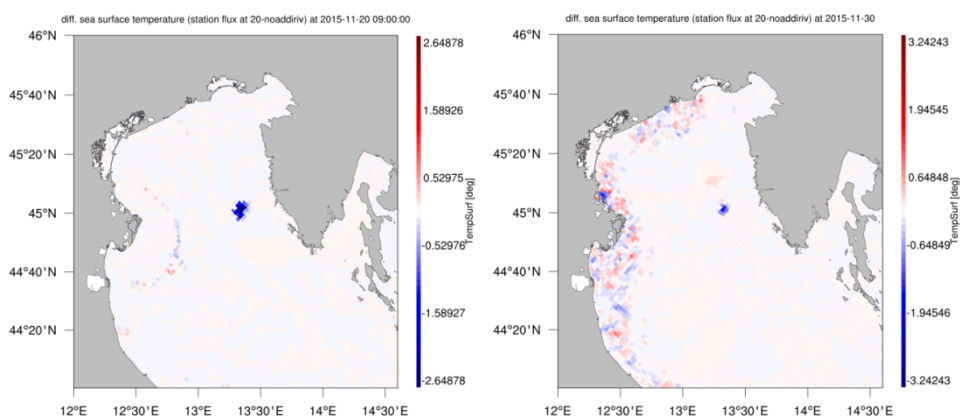 diff. sea surface temperature (station flux at 20-noaddiriv) at 2015-11-20 09:00:00
46°N
45°40'
45°20'
45°N
44°40'
44°20'
12°E
12°30'E
13°E
13°30'E
14°E
14°30'E
2.64878
1.58926
0.52975
-0.52976
-1.58927
-2.64878
TempSurf [deg]
diff. sea surface temperature (station flux at 20-noaddiriv) at 2015-11-30
46°N
45°40'
45°20'
45°N
44°40'
44°20'N
12°E
12°30'E
13°E
13°30'E
14°E
14°30'E
3.24243
1.94545
0.64848
-0.64849
-1.94546
-3.24243
TempSurf [deg]